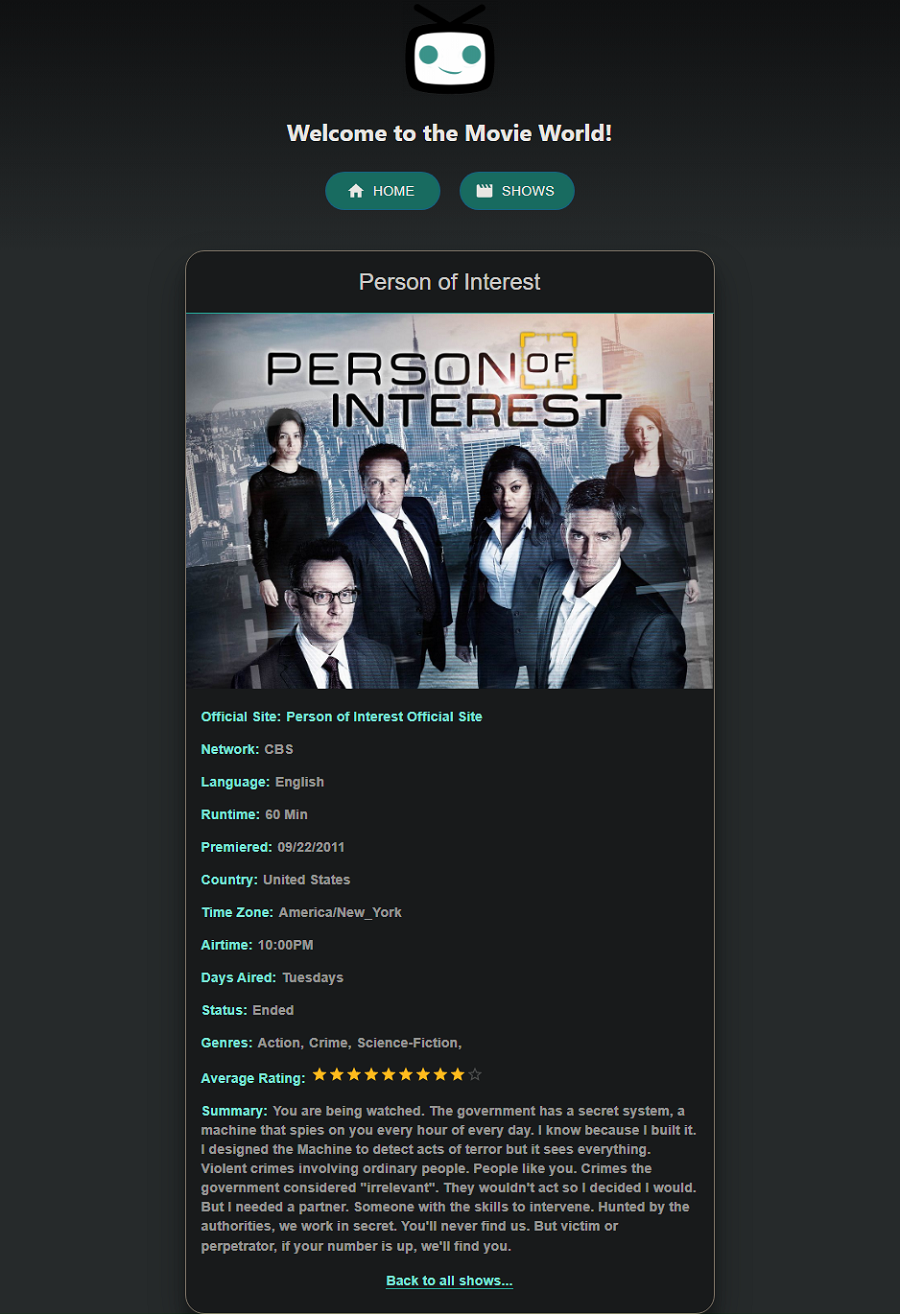 Welcome to the Movie World!
HOME
SHOWS
Person of Interest
PERSON OF
INTEREST
Official Site: Person of Interest Official Site
Network: CBS
Language: English
Runtime: 60 Min
Premiered: 09/22/2011
Country: United States
Time Zone: America/New_York
Airtime: 10:00PM
Days Aired: Tuesdays
Status: Ended
Genres: Action, Crime, Science-Fiction,
Average Rating:
Summary: You are being watched. The government has a secret system, a
machine that spies on you every hour of every day. I know because I built it.
I designed the Machine to detect acts of terror but it sees everything.
Violent crimes involving ordinary people. People like you. Crimes the
government considered "irrelevant". They wouldn't act so I decided I would.
But I needed a partner. Someone with the skills to intervene. Hunted by the
authorities, we work in secret. You'll never find us. But victim or
perpetrator, if your number is up, we'll find you.
Back to all shows...